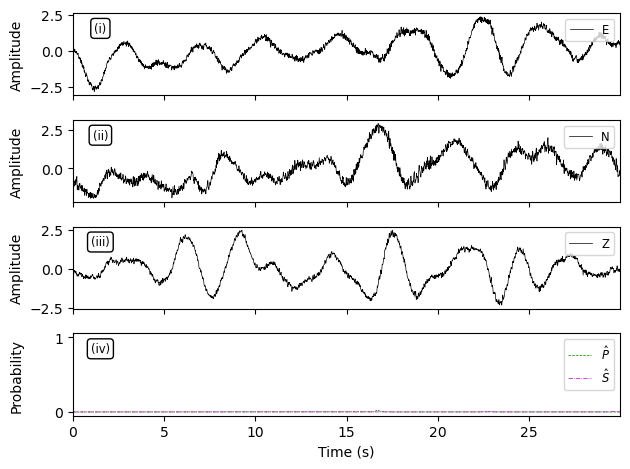 2.5
0.0
−2.5
Amplitude
(i)
E
2.5
0.0
Amplitude
(ii)
N
2.5
0.0
−2.5
Amplitude
(iii)
Z
1
0
Probability
(iv)
P̂
Ŝ
0 5 10 15 20 25
Time (s)